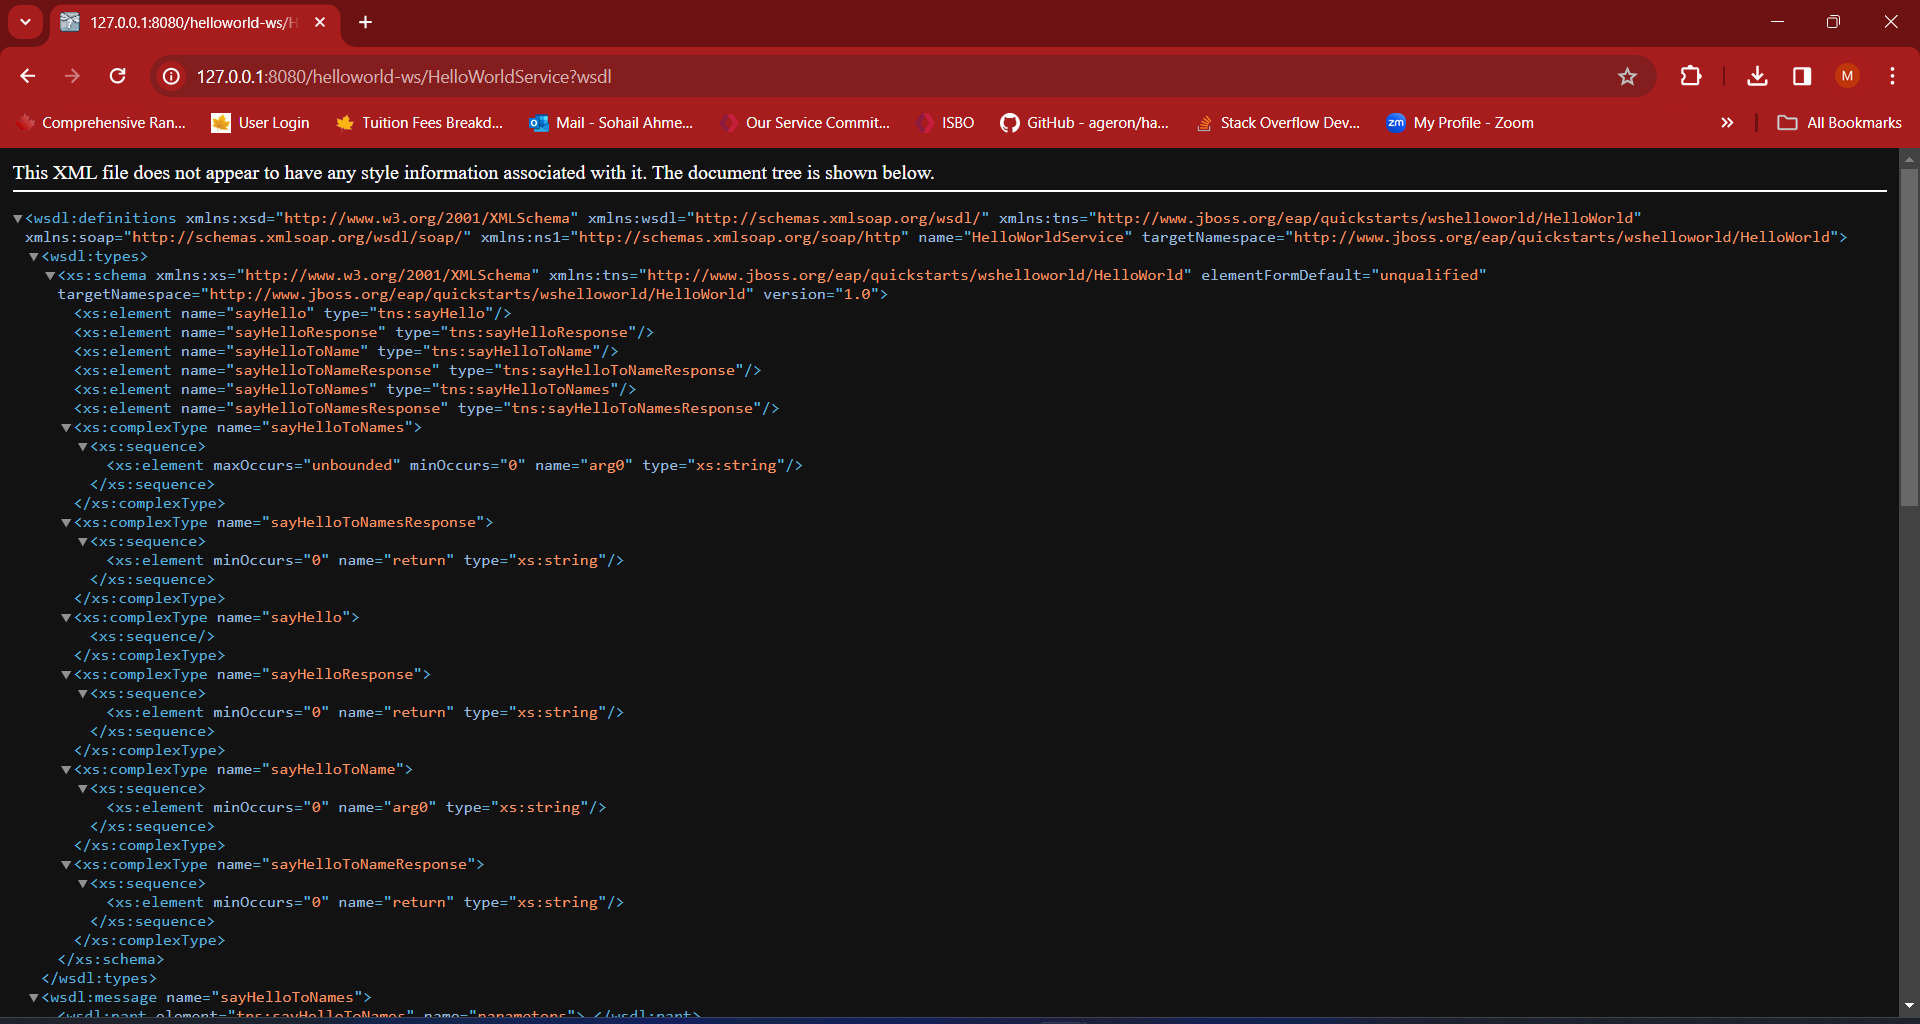 127.0.0.1:8080/helloworld-ws/H
127.0.0.1:8080/helloworld-ws/HelloWorldService?wsdl
M
Comprehensive Ran... User Login Tuition Fees Breakd... Mail - Sohail Ahme... Our Service Commit... ISBO GitHub - ageron/ha... Stack Overflow Dev... zm My Profile - Zoom » All Bookmarks
This XML file does not appear to have any style information associated with it. The document tree is shown below.
▼<wsdl:definitions xmlns:xsd="http://www.w3.org/2001/XMLSchema" xmlns:wsdl="http://schemas.xmlsoap.org/wsdl/" xmlns:tns="http://www.jboss.org/eap/quickstarts/wshelloworld/HelloWorld"
xmlns:soap="http://schemas.xmlsoap.org/wsdl/soap/" xmlns:ns1="http://schemas.xmlsoap.org/soap/http" name="HelloWorldService" targetNamespace="http://www.jboss.org/eap/quickstarts/wshelloworld/HelloWorld">
▼<wsdl:types>
▼<xs:schema xmlns:xs="http://www.w3.org/2001/XMLSchema" xmlns:tns="http://www.jboss.org/eap/quickstarts/wshelloworld/HelloWorld" elementFormDefault="unqualified"
targetNamespace="http://www.jboss.org/eap/quickstarts/wshelloworld/HelloWorld" version="1.0">
<xs:element name="sayHello" type="tns:sayHello"/>
<xs:element name="sayHelloResponse" type="tns:sayHelloResponse"/>
<xs:element name="sayHelloToName" type="tns:sayHelloToName"/>
<xs:element name="sayHelloToNameResponse" type="tns:sayHelloToNameResponse"/>
<xs:element name="sayHelloToNames" type="tns:sayHelloToNames"/>
<xs:element name="sayHelloToNamesResponse" type="tns:sayHelloToNamesResponse"/>
▼<xs:complexType name="sayHelloToNames">
▼<xs:sequence>
<xs:element maxOccurs="unbounded" minOccurs="0" name="arg0" type="xs:string"/>
</xs:sequence>
</xs:complexType>
▼<xs:complexType name="sayHelloToNamesResponse">
▼<xs:sequence>
<xs:element minOccurs="0" name="return" type="xs:string"/>
</xs:sequence>
</xs:complexType>
▼<xs:complexType name="sayHello">
<xs:sequence/>
</xs:complexType>
▼<xs:complexType name="sayHelloResponse">
▼<xs:sequence>
<xs:element minOccurs="0" name="return" type="xs:string"/>
</xs:sequence>
</xs:complexType>
▼<xs:complexType name="sayHelloToName">
▼<xs:sequence>
<xs:element minOccurs="0" name="arg0" type="xs:string"/>
</xs:sequence>
</xs:complexType>
▼<xs:complexType name="sayHelloToNameResponse">
▼<xs:sequence>
<xs:element minOccurs="0" name="return" type="xs:string"/>
</xs:sequence>
</xs:complexType>
</xs:schema>
</wsdl:types>
▼<wsdl:message name="sayHelloToNames">
<wsdl:part element="tns:sayHelloToNames" name="parameters"> </wsdl:part>